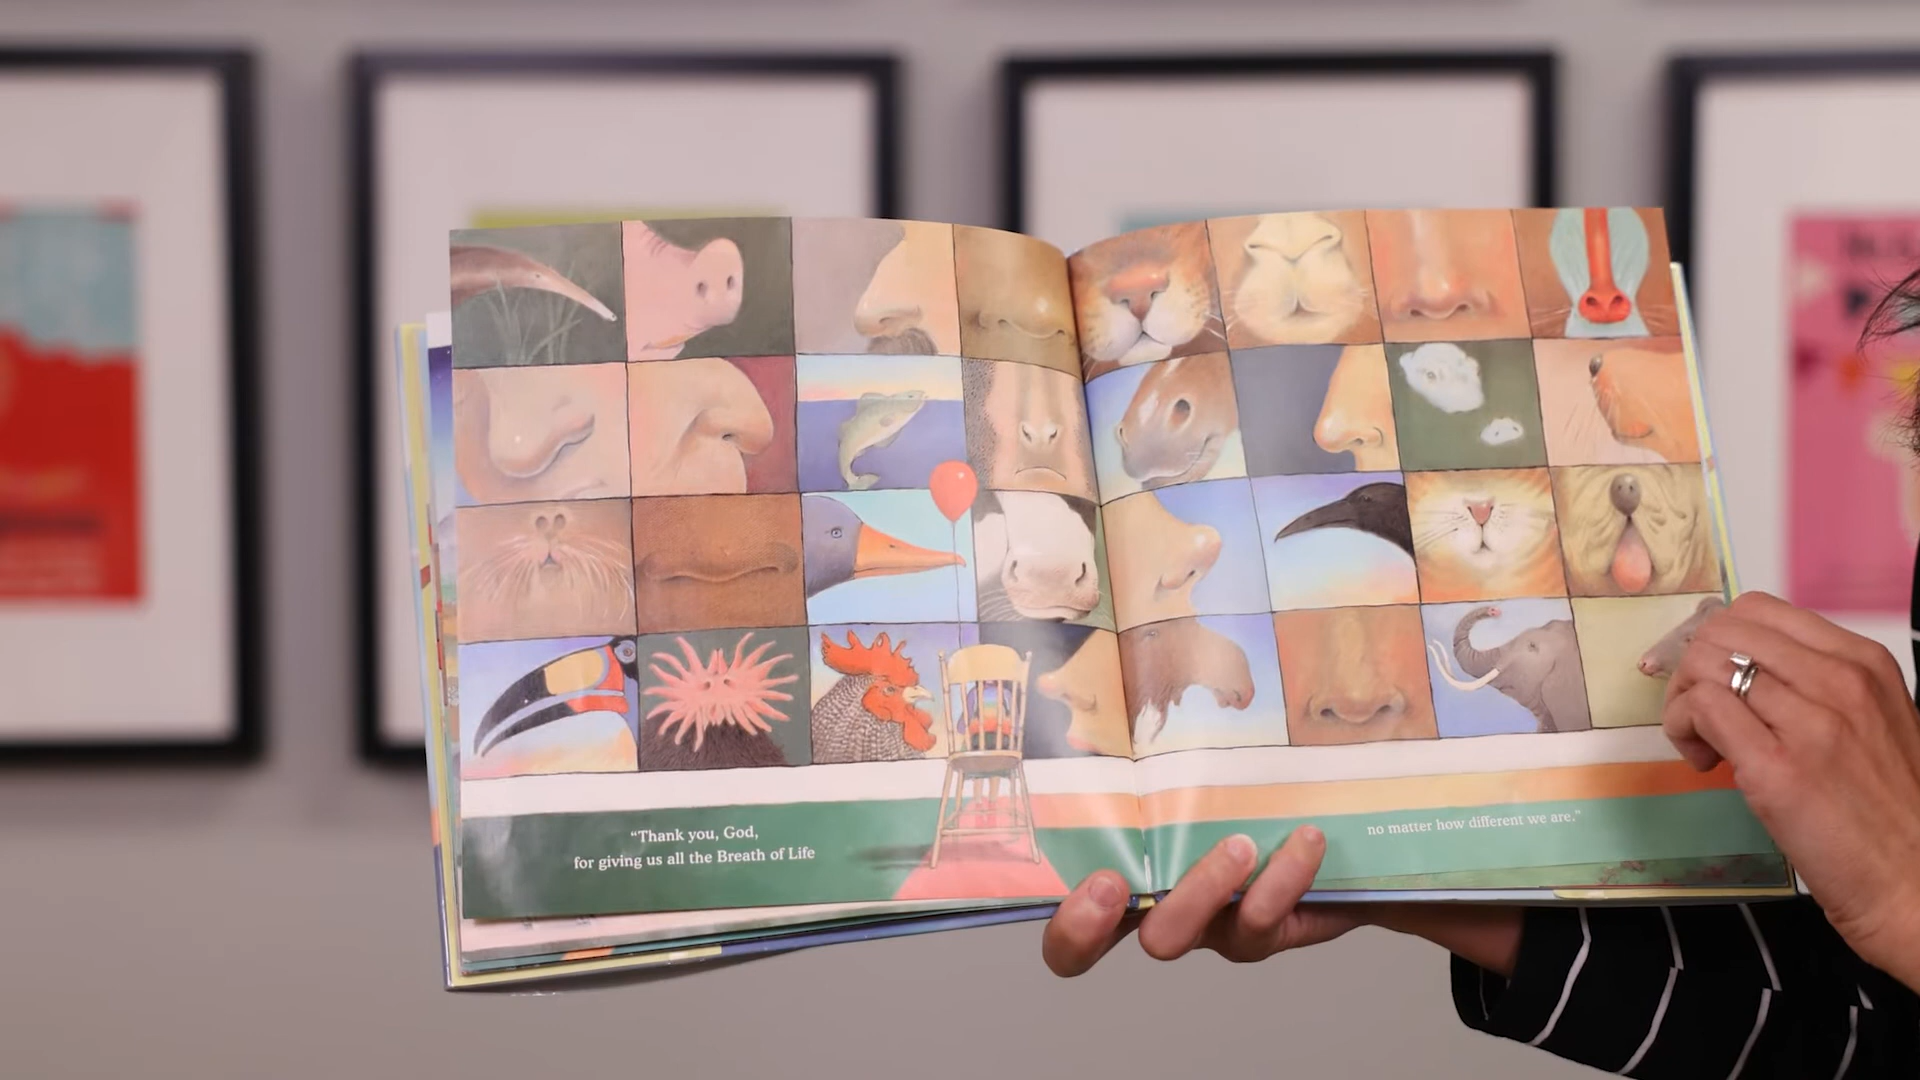 “Thank you, God,
for giving us all the Breath of Life
no matter how different we are.”